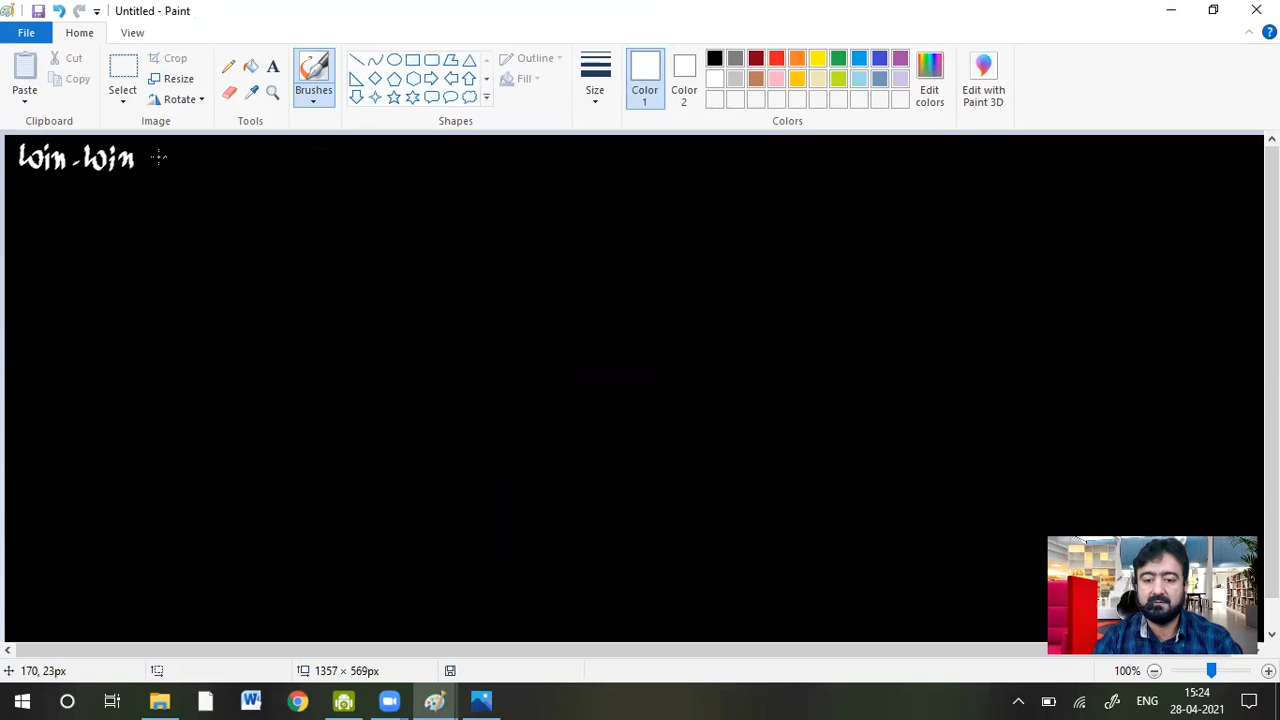 Untitled - Paint
File Home View
Paste Cut Copy Select Crop Resize Rotate A Brushes Outline Fill Size Color 1 Color 2 Edit colors Edit with Paint 3D
Clipboard Image Tools Shapes Colors
Win - Win
170, 23px 1357 × 569px 100%
ENG 15:24 28-04-2021